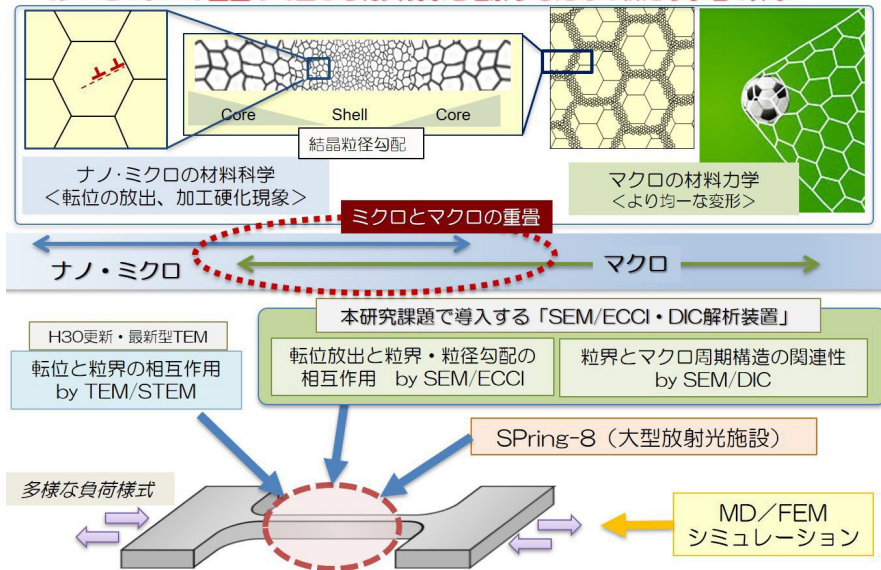 Core
Shell
Core
結晶粒径勾配
ナノ・ミクロの材料科学
<転位の放出、加工硬化現象>
マクロの材料力学
<より均一な変形>
ミクロとマクロの重畳
ナノ・ミクロ
マクロ
H30更新・最新型TEM
転位と粒界の相互作用
by TEM/STEM
本研究課題で導入する「SEM/ECCI・DIC解析装置」
転位放出と粒界・粒径勾配の
相互作用 by SEM/ECCI
粒界とマクロ周期構造の関連性
by SEM/DIC
SPring-8（大型放射光施設）
多様な負荷様式
MD／FEM
シミュレーション